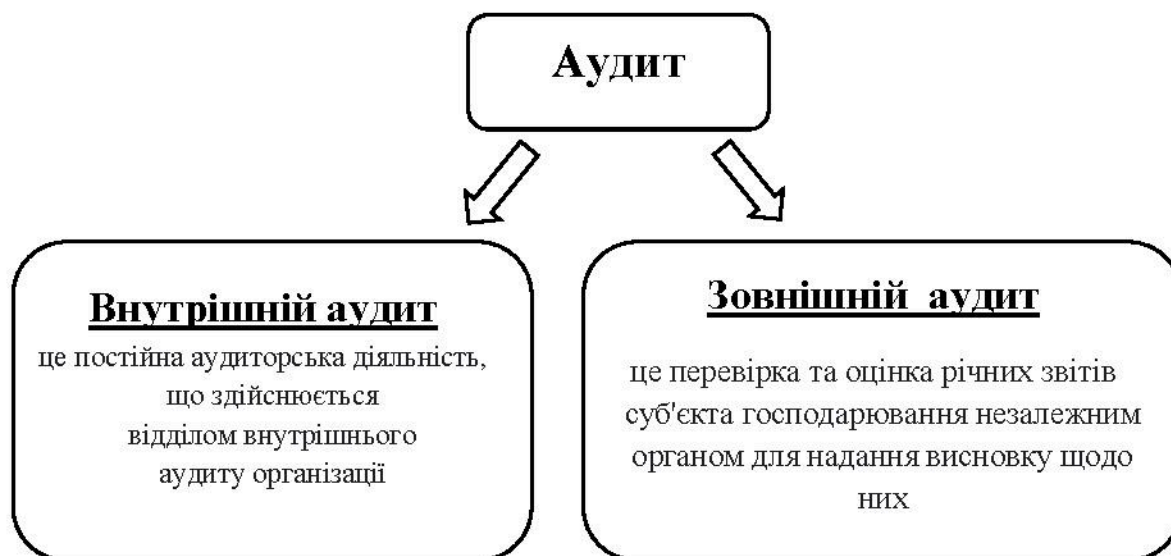 Аудит
Внутрішній аудит
це постійна аудиторська діяльність,
що здійснюється
відділом внутрішнього
аудиту організації
Зовнішній аудит
це перевірка та оцінка річних звітів
суб'єкта господарювання незалежним
органом для надання висновку щодо
них